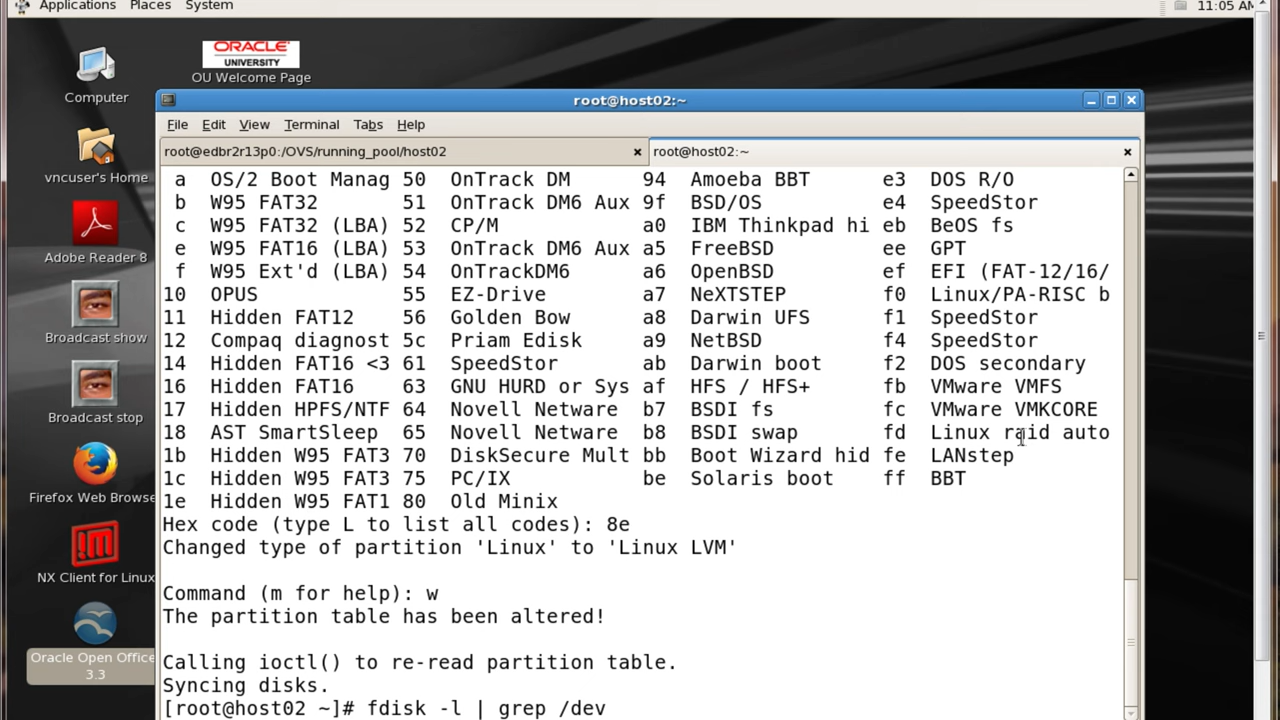 Applications Places System 11:05 AM
ORACLE
UNIVERSITY
OU Welcome Page
Computer
vncuser's Home
Adobe Reader 8
Broadcast show
Broadcast stop
Firefox Web Browse
NX Client for Linux
Oracle Open Office
3.3
root@host02:~
File Edit View Terminal Tabs Help
root@edbr2r13p0:/OVS/running_pool/host02 root@host02:~
a OS/2 Boot Manag 50 OnTrack DM 94 Amoeba BBT e3 DOS R/O
b W95 FAT32 51 OnTrack DM6 Aux 9f BSD/OS e4 SpeedStor
c W95 FAT32 (LBA) 52 CP/M a0 IBM Thinkpad hi eb BeOS fs
e W95 FAT16 (LBA) 53 OnTrack DM6 Aux a5 FreeBSD ee GPT
f W95 Ext'd (LBA) 54 OnTrackDM6 a6 OpenBSD ef EFI (FAT-12/16/
10 OPUS 55 EZ-Drive a7 NeXTSTEP f0 Linux/PA-RISC b
11 Hidden FAT12 56 Golden Bow a8 Darwin UFS f1 SpeedStor
12 Compaq diagnost 5c Priam Edisk a9 NetBSD f4 SpeedStor
14 Hidden FAT16 <3 61 SpeedStor ab Darwin boot f2 DOS secondary
16 Hidden FAT16 63 GNU HURD or Sys af HFS / HFS+ fb VMware VMFS
17 Hidden HPFS/NTF 64 Novell Netware b7 BSDI fs fc VMware VMKCORE
18 AST SmartSleep 65 Novell Netware b8 BSDI swap fd Linux raid auto
1b Hidden W95 FAT3 70 DiskSecure Mult bb Boot Wizard hid fe LANstep
1c Hidden W95 FAT3 75 PC/IX be Solaris boot ff BBT
1e Hidden W95 FAT1 80 Old Minix
Hex code (type L to list all codes): 8e
Changed type of partition 'Linux' to 'Linux LVM'
Command (m for help): w
The partition table has been altered!
Calling ioctl() to re-read partition table.
Syncing disks.
[root@host02 ~]# fdisk -l | grep /dev